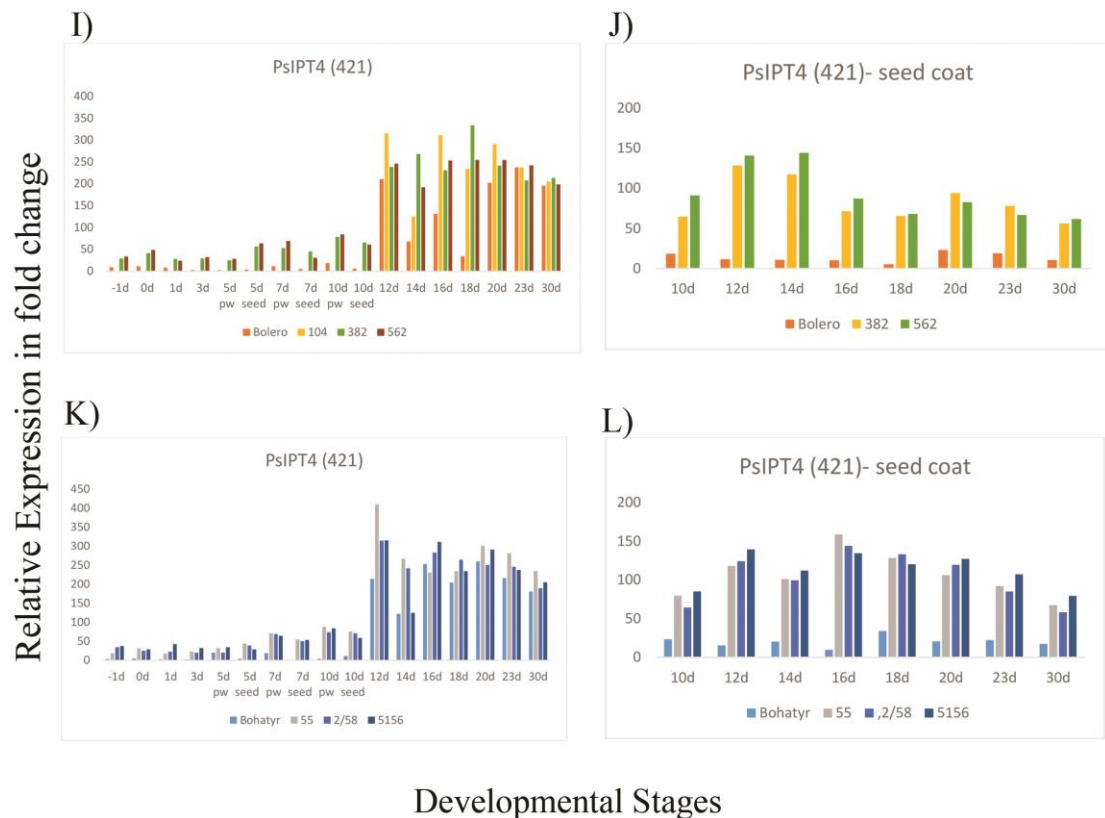 I)
PsIPT4 (421)
400
350
300
250
200
150
100
50
0
-1d 0d 1d 3d 5d 5d 7d 7d 10d 10d 12d 14d 16d 18d 20d 23d 30d
pw seed pw seed pw seed
Bolero 104 382 562
J)
PsIPT4 (421)- seed coat
200
150
100
50
0
10d 12d 14d 16d 18d 20d 23d 30d
Bolero 382 562
Relative Expression in fold change
K)
PsIPT4 (421)
450
400
350
300
250
200
150
100
50
0
-1d 0d 1d 3d 5d 5d 7d 7d 10d 10d 12d 14d 16d 18d 20d 23d 30d
pw seed pw seed pw seed
Bohatyr 55 2/58 5156
L)
PsIPT4 (421)- seed coat
200
150
100
50
0
10d 12d 14d 16d 18d 20d 23d 30d
Bohatyr 55 ,2/58 5156
Developmental Stages